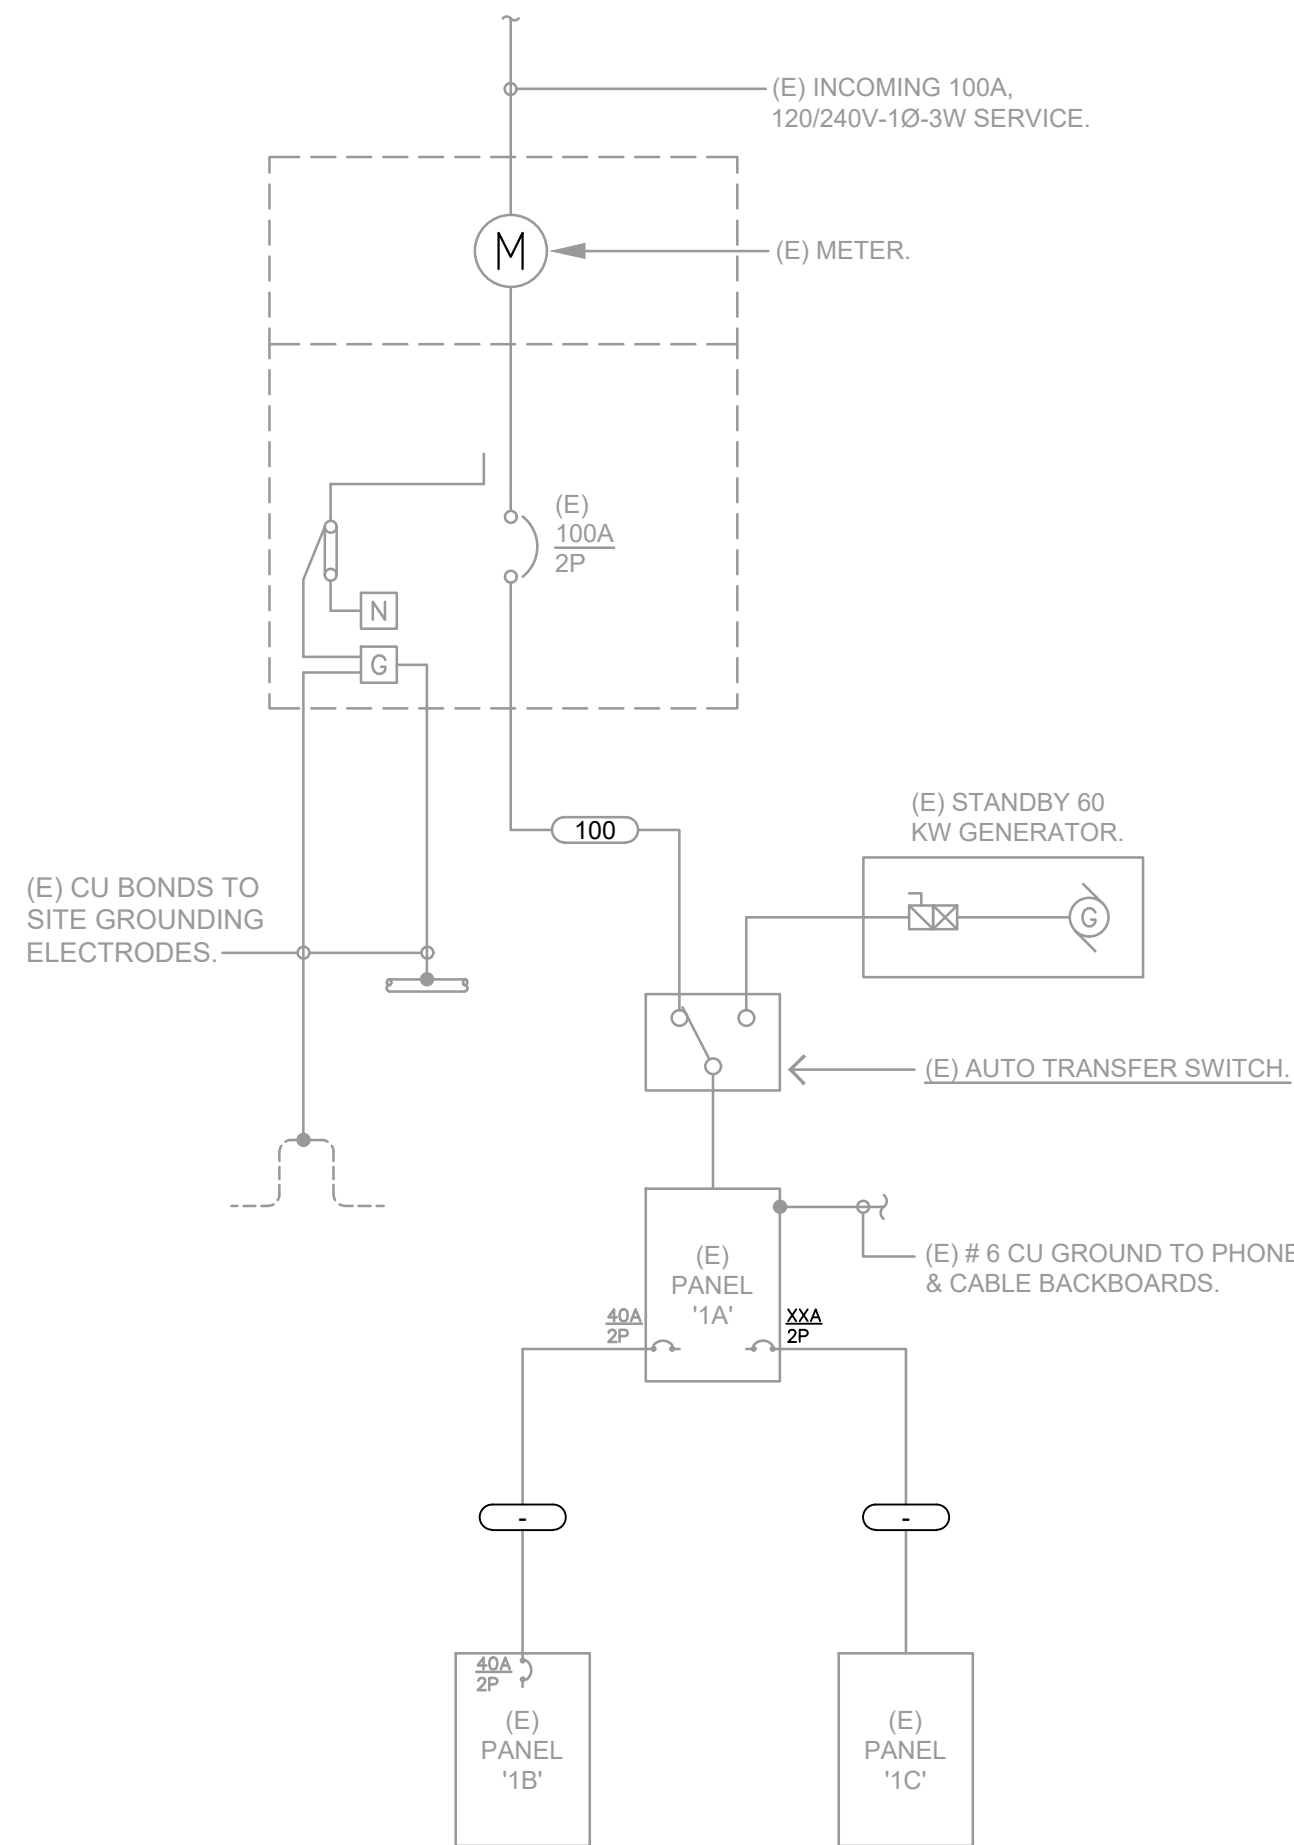 (E) INCOMING 100A,
120/240V-1Ø-3W SERVICE.
M
(E) METER.
(E)
100A
2P
N
G
100
(E) STANDBY 60
KW GENERATOR.
G
(E) CU BONDS TO
SITE GROUNDING
ELECTRODES.
(E) AUTO TRANSFER SWITCH.
(E)
PANEL
'1A'
(E) # 6 CU GROUND TO PHONE
& CABLE BACKBOARDS.
40A
2P
XXA
2P
-
-
40A
2P
(E)
PANEL
'1B'
(E)
PANEL
'1C'